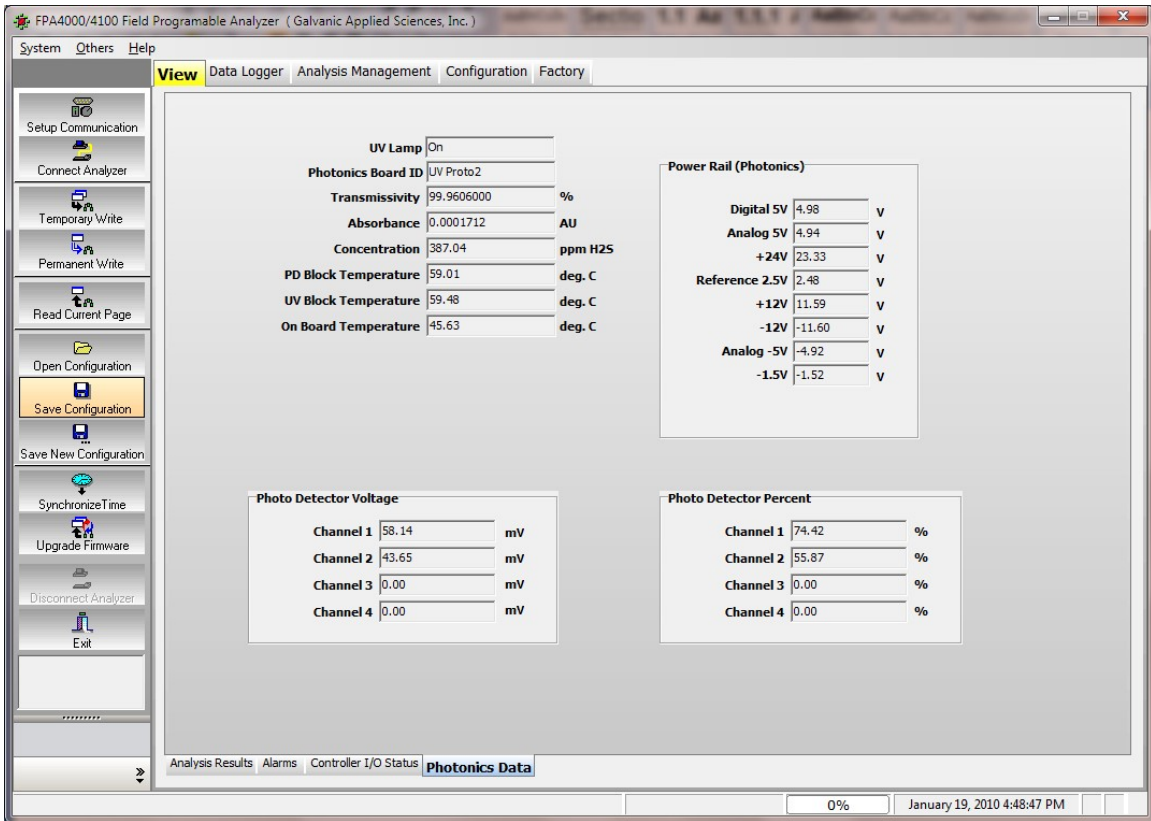 FPA4000/4100 Field Programable Analyzer ( Galvanic Applied Sciences, Inc. )
System Others Help
View Data Logger Analysis Management Configuration Factory
Setup Communication
Connect Analyzer
Temporary Write
Permanent Write
Read Current Page
Open Configuration
Save Configuration
Save New Configuration
SynchronizeTime
Upgrade Firmware
Disconnect Analyzer
Exit
UV Lamp On
Photonics Board ID UV Proto2
Transmissivity 99.9606000 %
Absorbance 0.0001712 AU
Concentration 387.04 ppm H2S
PD Block Temperature 59.01 deg. C
UV Block Temperature 59.48 deg. C
On Board Temperature 45.63 deg. C
Power Rail (Photonics)
Digital 5V 4.98 V
Analog 5V 4.94 V
+24V 23.33 V
Reference 2.5V 2.48 V
+12V 11.59 V
-12V -11.60 V
Analog -5V -4.92 V
-1.5V -1.52 V
Photo Detector Voltage
Channel 1 58.14 mV
Channel 2 43.65 mV
Channel 3 0.00 mV
Channel 4 0.00 mV
Photo Detector Percent
Channel 1 74.42 %
Channel 2 55.87 %
Channel 3 0.00 %
Channel 4 0.00 %
Analysis Results Alarms Controller I/O Status Photonics Data
0% January 19, 2010 4:48:47 PM